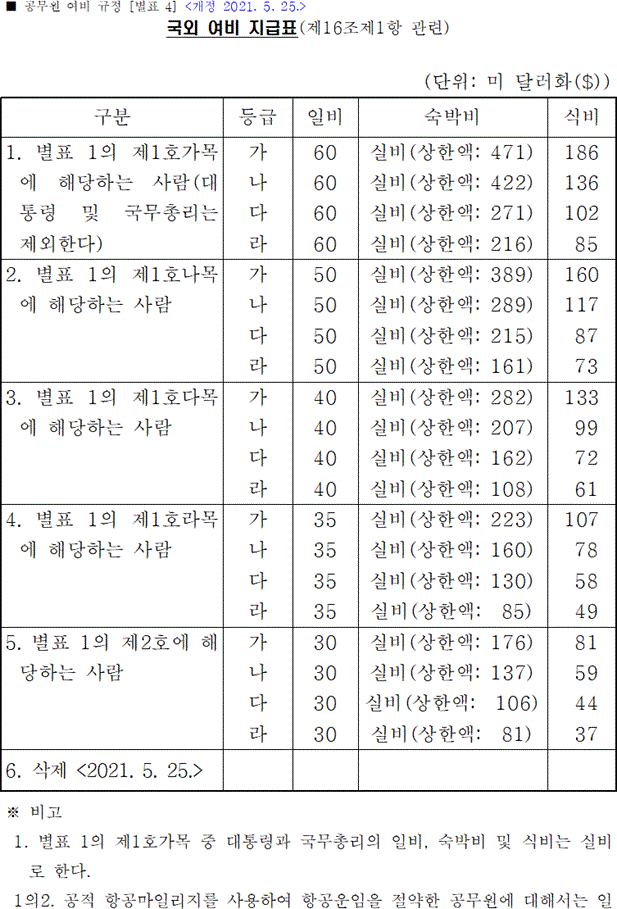 ■ 공무원 여비 규정 [별표 4] <개정 2021. 5. 25.>
국외 여비 지급표(제16조제1항 관련)
(단위: 미 달러화($))
구분 등급 일비 숙박비 식비
1. 별표 1의 제1호가목 가 60 실비(상한액: 471) 186
에 해당하는 사람(대 나 60 실비(상한액: 422) 136
통령 및 국무총리는 다 60 실비(상한액: 271) 102
제외한다) 라 60 실비(상한액: 216) 85
2. 별표 1의 제1호나목 가 50 실비(상한액: 389) 160
에 해당하는 사람 나 50 실비(상한액: 289) 117
다 50 실비(상한액: 215) 87
라 50 실비(상한액: 161) 73
3. 별표 1의 제1호다목 가 40 실비(상한액: 282) 133
에 해당하는 사람 나 40 실비(상한액: 207) 99
다 40 실비(상한액: 162) 72
라 40 실비(상한액: 108) 61
4. 별표 1의 제1호라목 가 35 실비(상한액: 223) 107
에 해당하는 사람 나 35 실비(상한액: 160) 78
다 35 실비(상한액: 130) 58
라 35 실비(상한액: 85) 49
5. 별표 1의 제2호에 해 가 30 실비(상한액: 176) 81
당하는 사람 나 30 실비(상한액: 137) 59
다 30 실비(상한액: 106) 44
라 30 실비(상한액: 81) 37
6. 삭제 <2021. 5. 25.>
※ 비고
1. 별표 1의 제1호가목 중 대통령과 국무총리의 일비, 숙박비 및 식비는 실비
로 한다.
1의2. 공적 항공마일리지를 사용하여 항공운임을 절약한 공무원에 대해서는 일